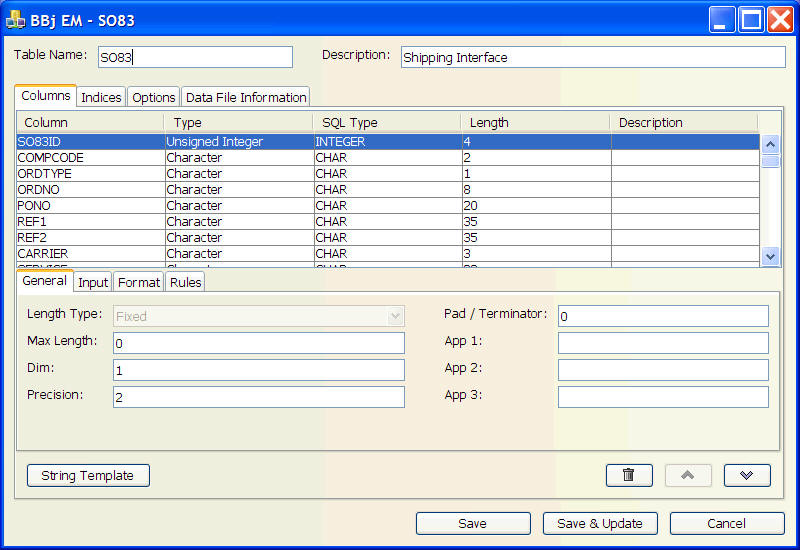 BBj EM - SO83
Table Name: SO83 Description: Shipping Interface
Columns Indices Options Data File Information
Column Type SQL Type Length Description
SO83ID Unsigned Integer INTEGER 4
COMPCODE Character CHAR 2
ORDTYPE Character CHAR 1
ORDNO Character CHAR 8
PONO Character CHAR 20
REF1 Character CHAR 35
REF2 Character CHAR 35
CARRIER Character CHAR 3
General Input Format Rules
Length Type: Fixed Pad / Terminator: 0
Max Length: 0 App 1:
Dim: 1 App 2:
Precision: 2 App 3:
String Template
Save Save & Update Cancel